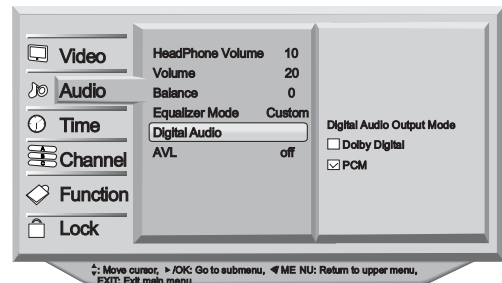 Video
Audio
Time
Channel
Function
Lock
HeadPhone Volume 10
Volume 20
Balance 0
Equalizer Mode Custom
Digital Audio
AVL off
Digital Audio Output Mode
Dolby Digital
PCM
: Move cursor, ►/OK: Go to submenu, ◄ ME NU: Return to upper menu,
EXIT: Exit main menu